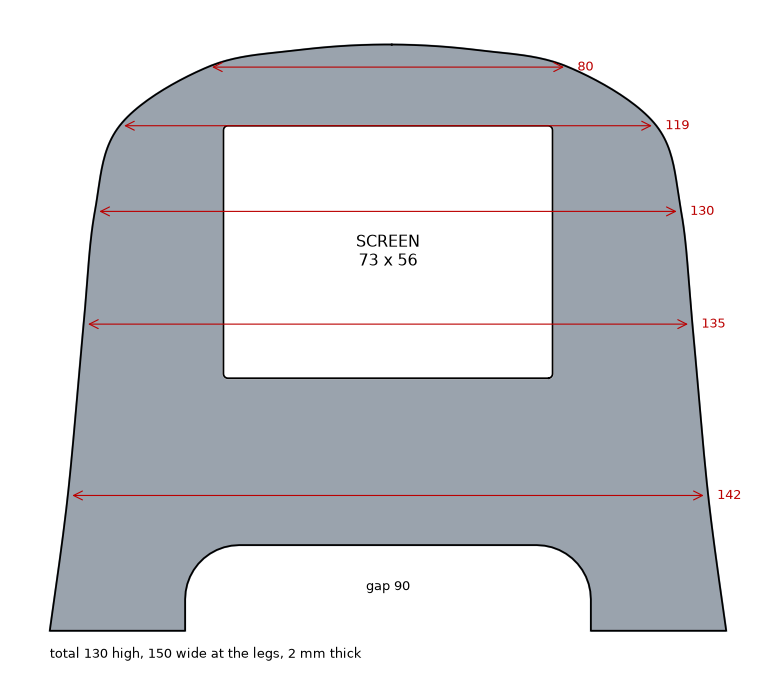 80
119
130
SCREEN
73 x 56
135
142
gap 90
total 130 high, 150 wide at the legs, 2 mm thick